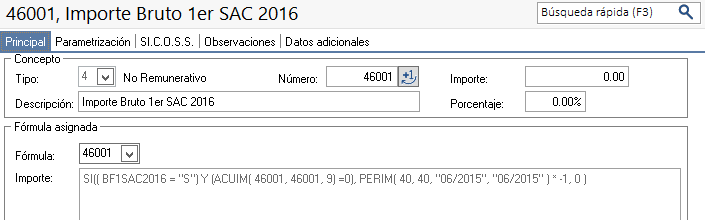 46001, Importe Bruto 1er SAC 2016
Búsqueda rápida (F3)
Principal Parametrización SI.C.O.S.S. Observaciones Datos adicionales
Concepto
Tipo: 4 No Remunerativo Número: 46001 +1 Importe: 0.00
Descripción: Importe Bruto 1er SAC 2016 Porcentaje: 0.00%
Fórmula asignada
Fórmula: 46001
Importe: SI(( BF1SAC2016 = "S") Y (ACUIM( 46001, 46001, 9) =0), PERIM( 40, 40, "06/2015", "06/2015" ) * -1, 0 )